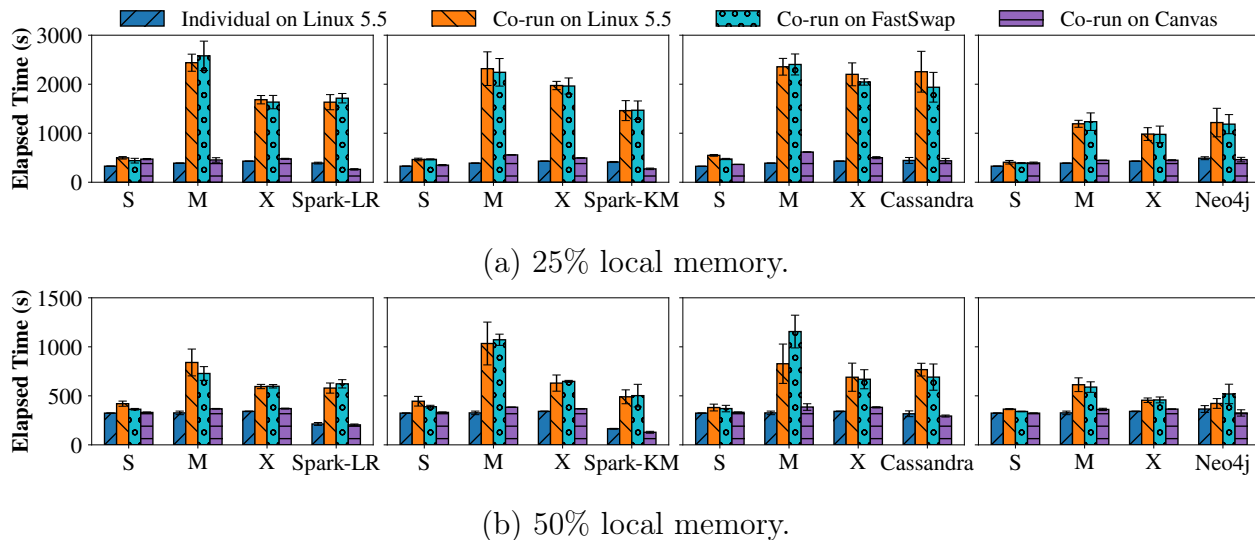 Individual on Linux 5.5 Co-run on Linux 5.5 Co-run on FastSwap Co-run on Canvas
Elapsed Time (s)
3000
2000
1000
0
S M X Spark-LR S M X Spark-KM S M X Cassandra S M X Neo4j
(a) 25% local memory.
Elapsed Time (s)
1500
1000
500
0
S M X Spark-LR S M X Spark-KM S M X Cassandra S M X Neo4j
(b) 50% local memory.